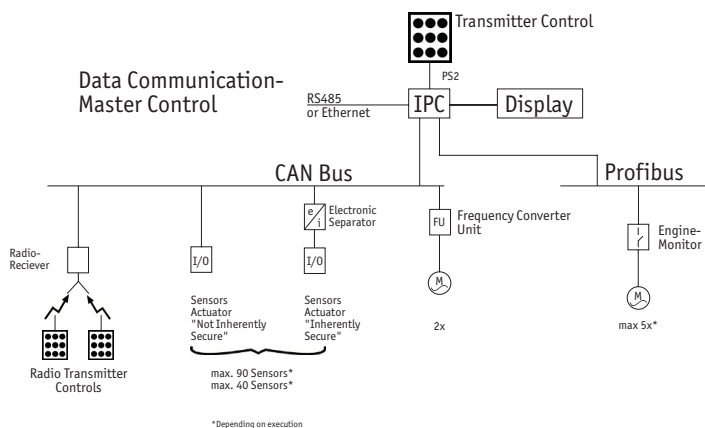 Transmitter Control
PS2
Data Communication-
Master Control
RS485
or Ethernet
IPC
Display
CAN Bus
Profibus
e
i
Electronic
Separator
FU
Frequency Converter
Unit
Engine-
Monitor
Radio-
Reciever
I/O
I/O
M
M
Sensors
Actuator
"Not Inherently
Secure"
Sensors
Actuator
"Inherently
Secure"
2x
max 5x*
Radio Transmitter
Controls
max. 90 Sensors*
max. 40 Sensors*
*Depending on execution